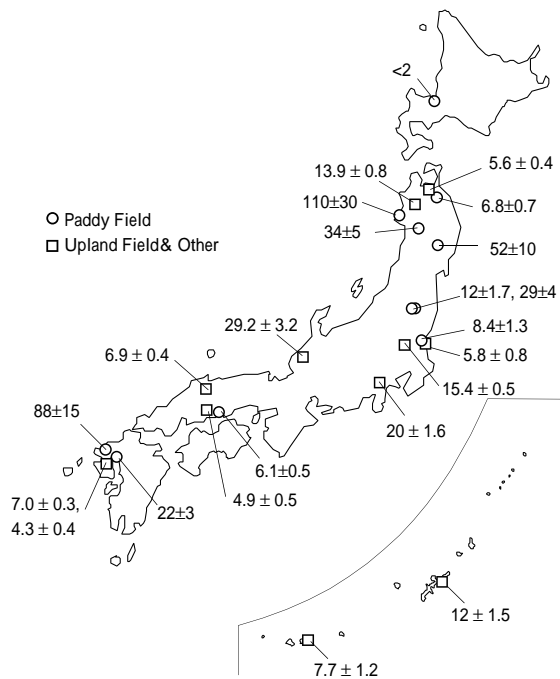 <2
5.6 ± 0.4
13.9 ± 0.8
110±30
6.8±0.7
Paddy Field
34±5
Upland Field& Other
52±10
12±1.7, 29±4
29.2 ± 3.2
8.4±1.3
5.8 ± 0.8
6.9 ± 0.4
15.4 ± 0.5
88±15
20 ± 1.6
6.1±0.5
7.0 ± 0.3,
4.3 ± 0.4
22±3
4.9 ± 0.5
12 ± 1.5
7.7 ± 1.2